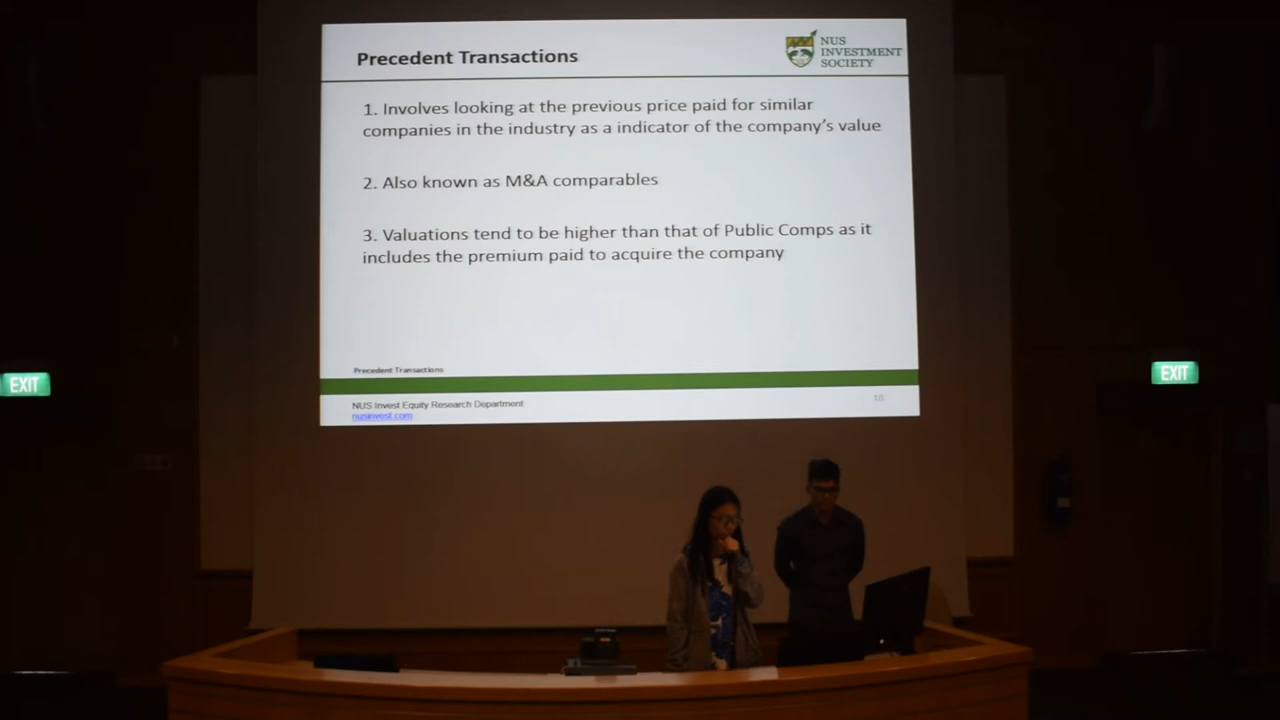 Precedent Transactions
NUS
INVESTMENT
SOCIETY
1. Involves looking at the previous price paid for similar
companies in the industry as a indicator of the company's value
2. Also known as M&A comparables
3. Valuations tend to be higher than that of Public Comps as it
includes the premium paid to acquire the company
EXIT
EXIT
Precedent Transactions
NUS Invest Equity Research Department
nusinvest.com